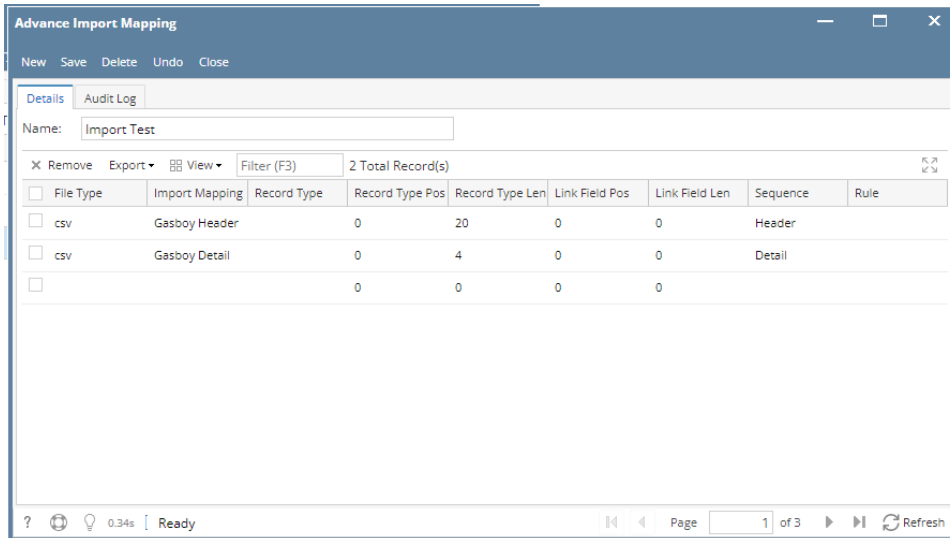 Advance Import Mapping
New Save Delete Undo Close
Details Audit Log
Name: Import Test
Remove Export View Filter (F3) 2 Total Record(s)
File Type Import Mapping Record Type Record Type Pos Record Type Len Link Field Pos Link Field Len Sequence Rule
csv Gasboy Header 0 20 0 0 Header
csv Gasboy Detail 0 4 0 0 Detail
0 0 0 0
? 0.34s Ready Page 1 of 3 Refresh